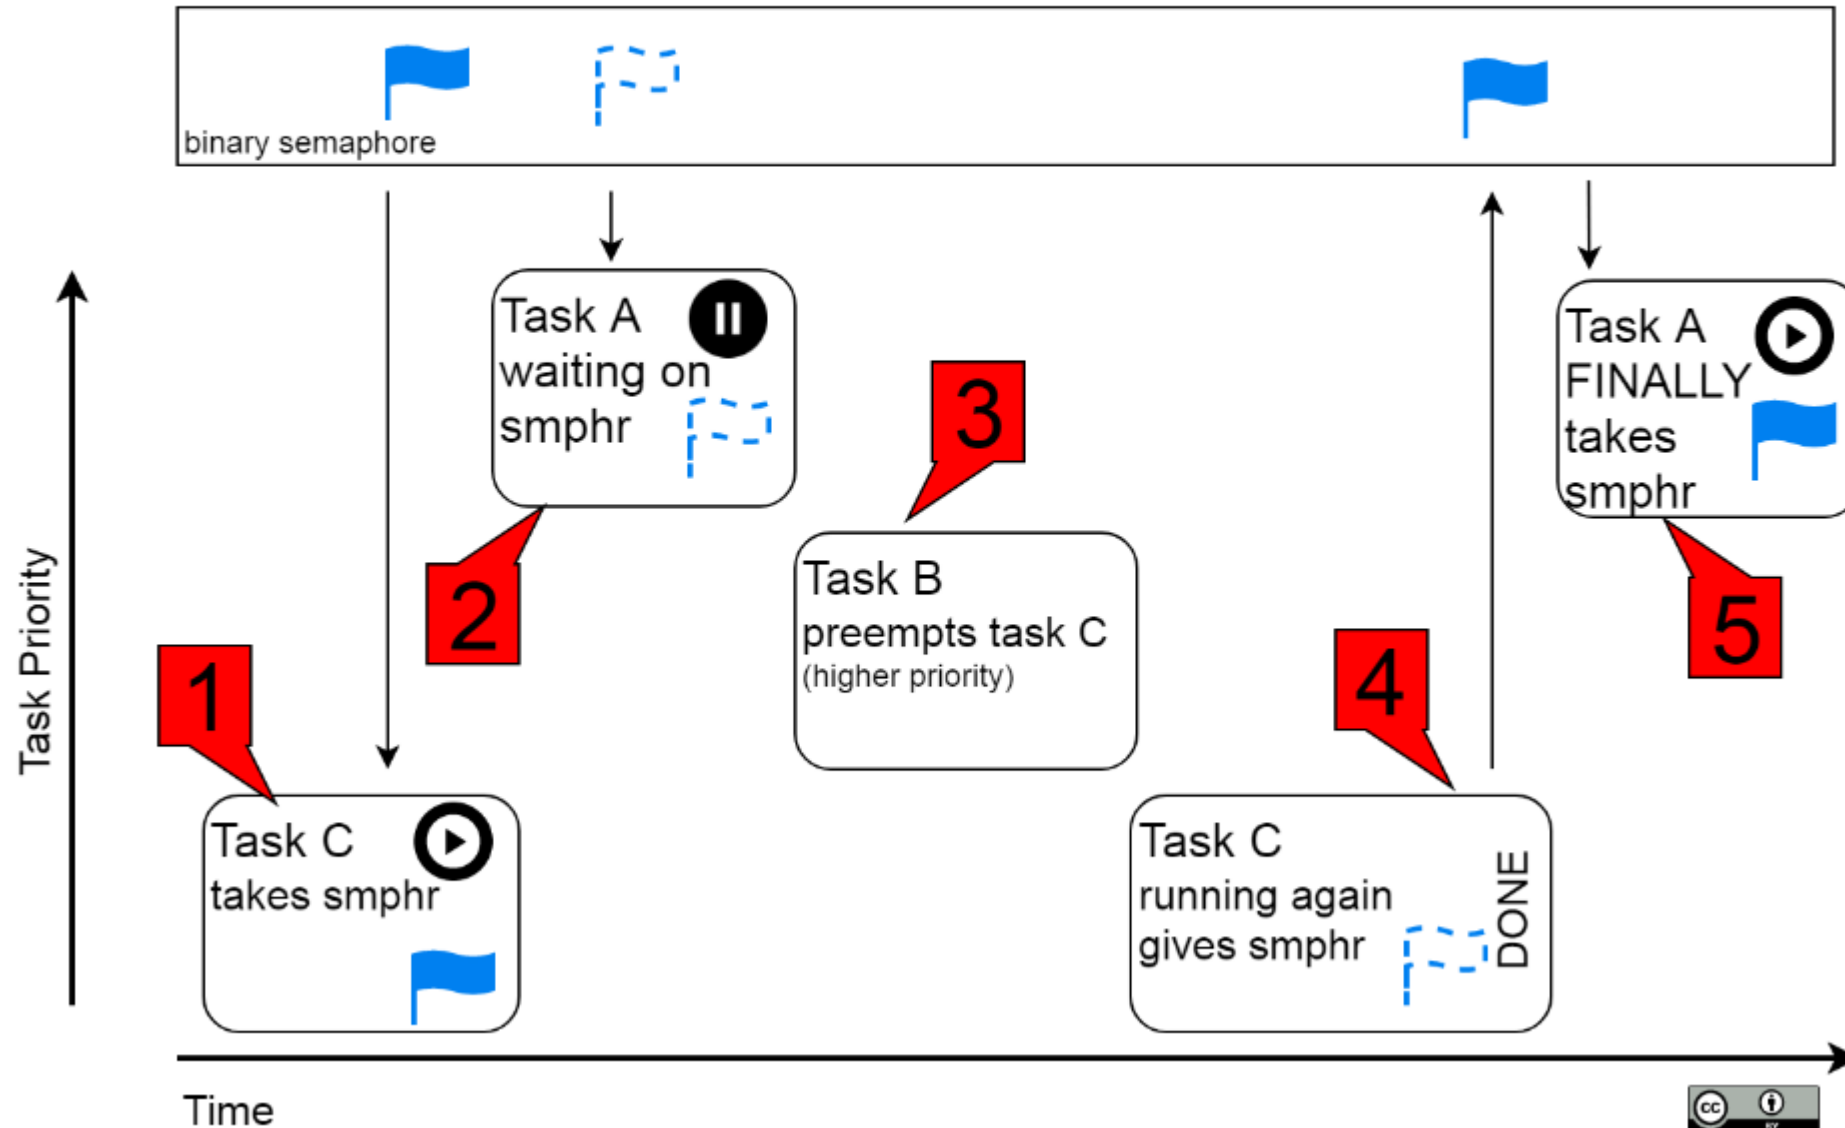 binary semaphore
Task A
waiting on
smphr
3
Task A
FINALLY
takes
smphr
2
Task B
preempts task C
(higher priority)
5
1
4
Task Priority
Task C
takes smphr
Task C
running again
gives smphr
DONE
Time
cc